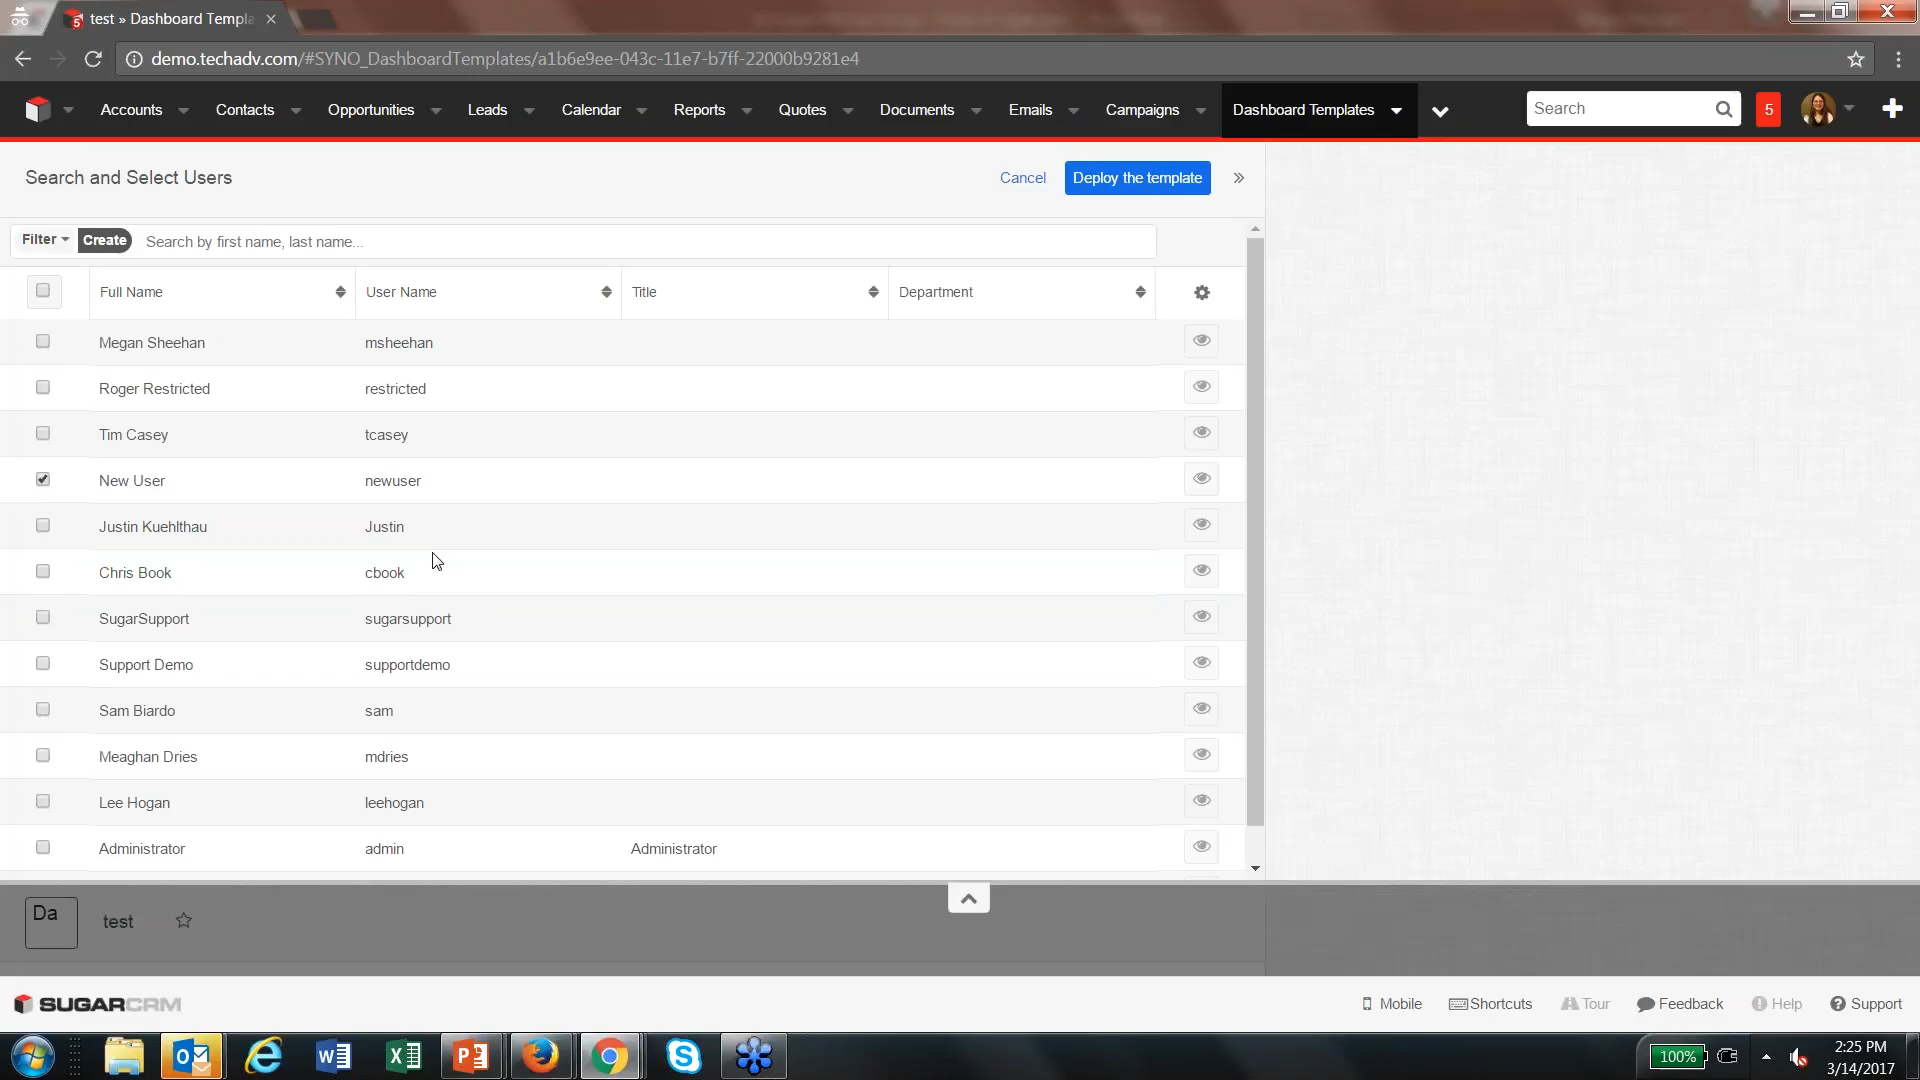 test » Dashboard Templa
demo.techadv.com/#SYNO_DashboardTemplates/a1b6e9ee-043c-11e7-b7ff-22000b9281e4
Accounts Contacts Opportunities Leads Calendar Reports Quotes Documents Emails Campaigns Dashboard Templates Search 5
Search and Select Users Cancel Deploy the template »
Filter Create Search by first name, last name...
Full Name User Name Title Department
Megan Sheehan msheehan
Roger Restricted restricted
Tim Casey tcasey
New User newuser
Justin Kuehlthau Justin
Chris Book cbook
SugarSupport sugarsupport
Support Demo supportdemo
Sam Biardo sam
Meaghan Dries mdries
Lee Hogan leehogan
Administrator admin Administrator
Da test
SUGARCRM Mobile Shortcuts Tour Feedback Help Support
100% 2:25 PM
3/14/2017